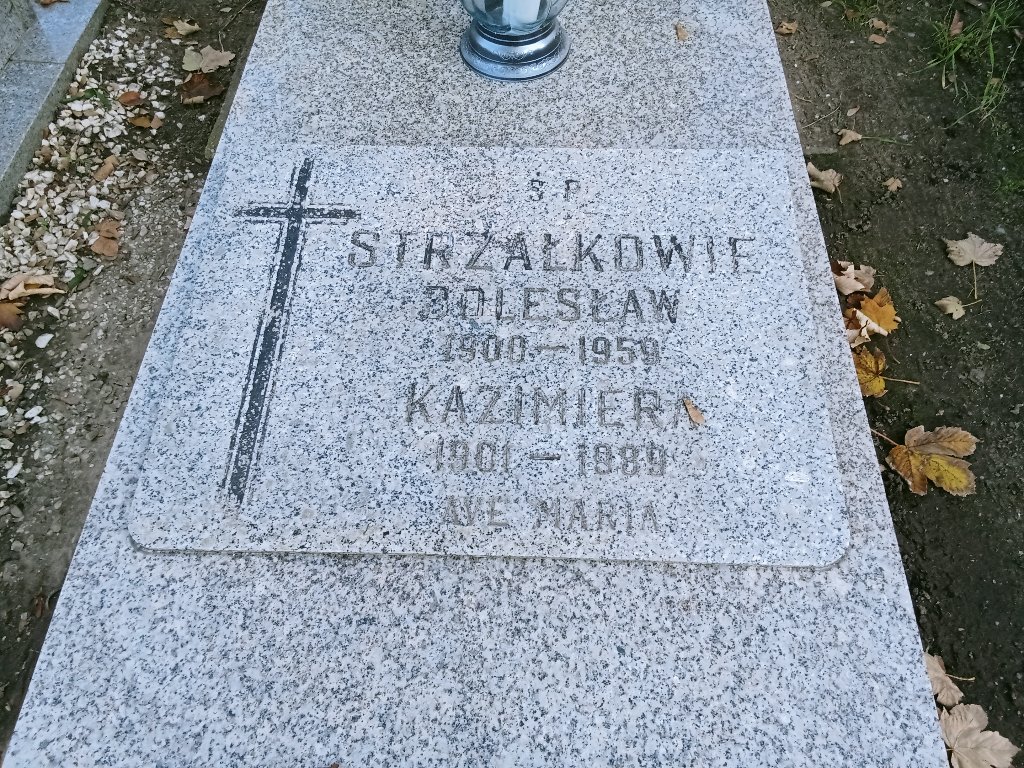 Ś P
STRZAŁKOWIE
BOLESŁAW
1900 - 1959
KAZIMIERA
1901 - 1989
AVE MARIA